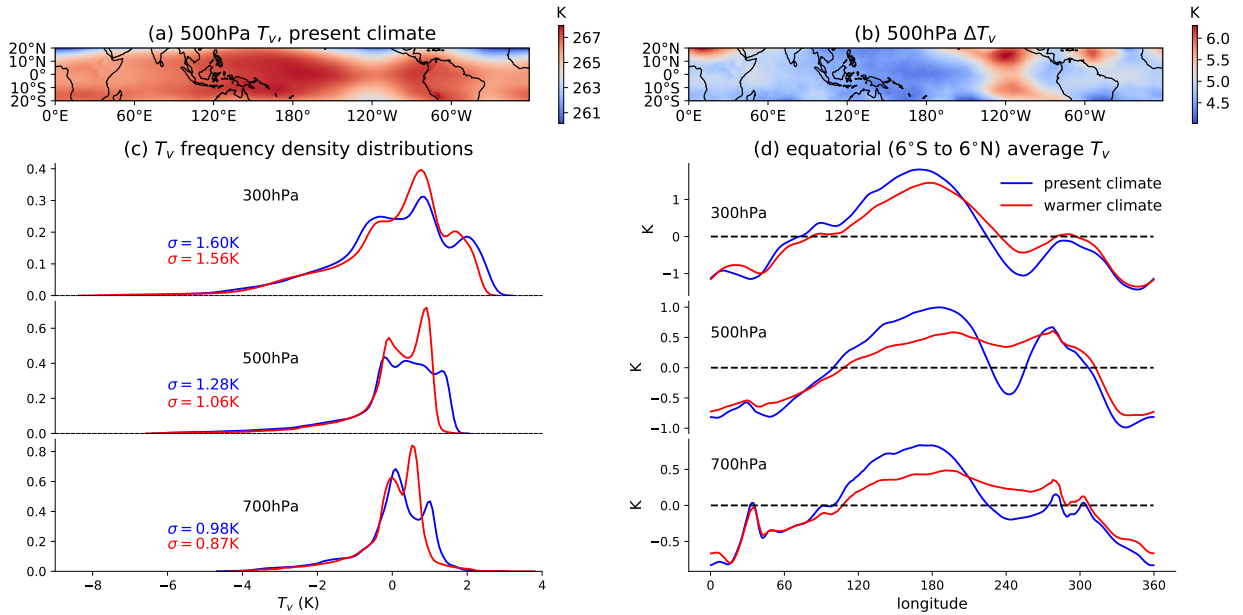 (a) 500hPa Tᵥ, present climate
K
267
265
263
261
20°N
10°N
0°
10°S
20°S
0°E
60°E
120°E
180°
120°W
60°W
(b) 500hPa ΔTᵥ
K
6.0
5.5
5.0
4.5
20°N
10°N
0°
10°S
20°S
0°E
60°E
120°E
180°
120°W
60°W
(c) Tᵥ frequency density distributions
0.4
0.3
0.2
0.1
0.0
300hPa
σ = 1.60K
σ = 1.56K
0.6
0.4
0.2
0.0
500hPa
σ = 1.28K
σ = 1.06K
0.8
0.6
0.4
0.2
0.0
700hPa
σ = 0.98K
σ = 0.87K
−8
−6
−4
−2
0
2
4
Tᵥ (K)
(d) equatorial (6°S to 6°N) average Tᵥ
present climate
warmer climate
300hPa
K
1
0
−1
500hPa
K
1.0
0.5
0.0
−0.5
−1.0
700hPa
K
0.5
0.0
−0.5
0
60
120
180
240
300
360
longitude